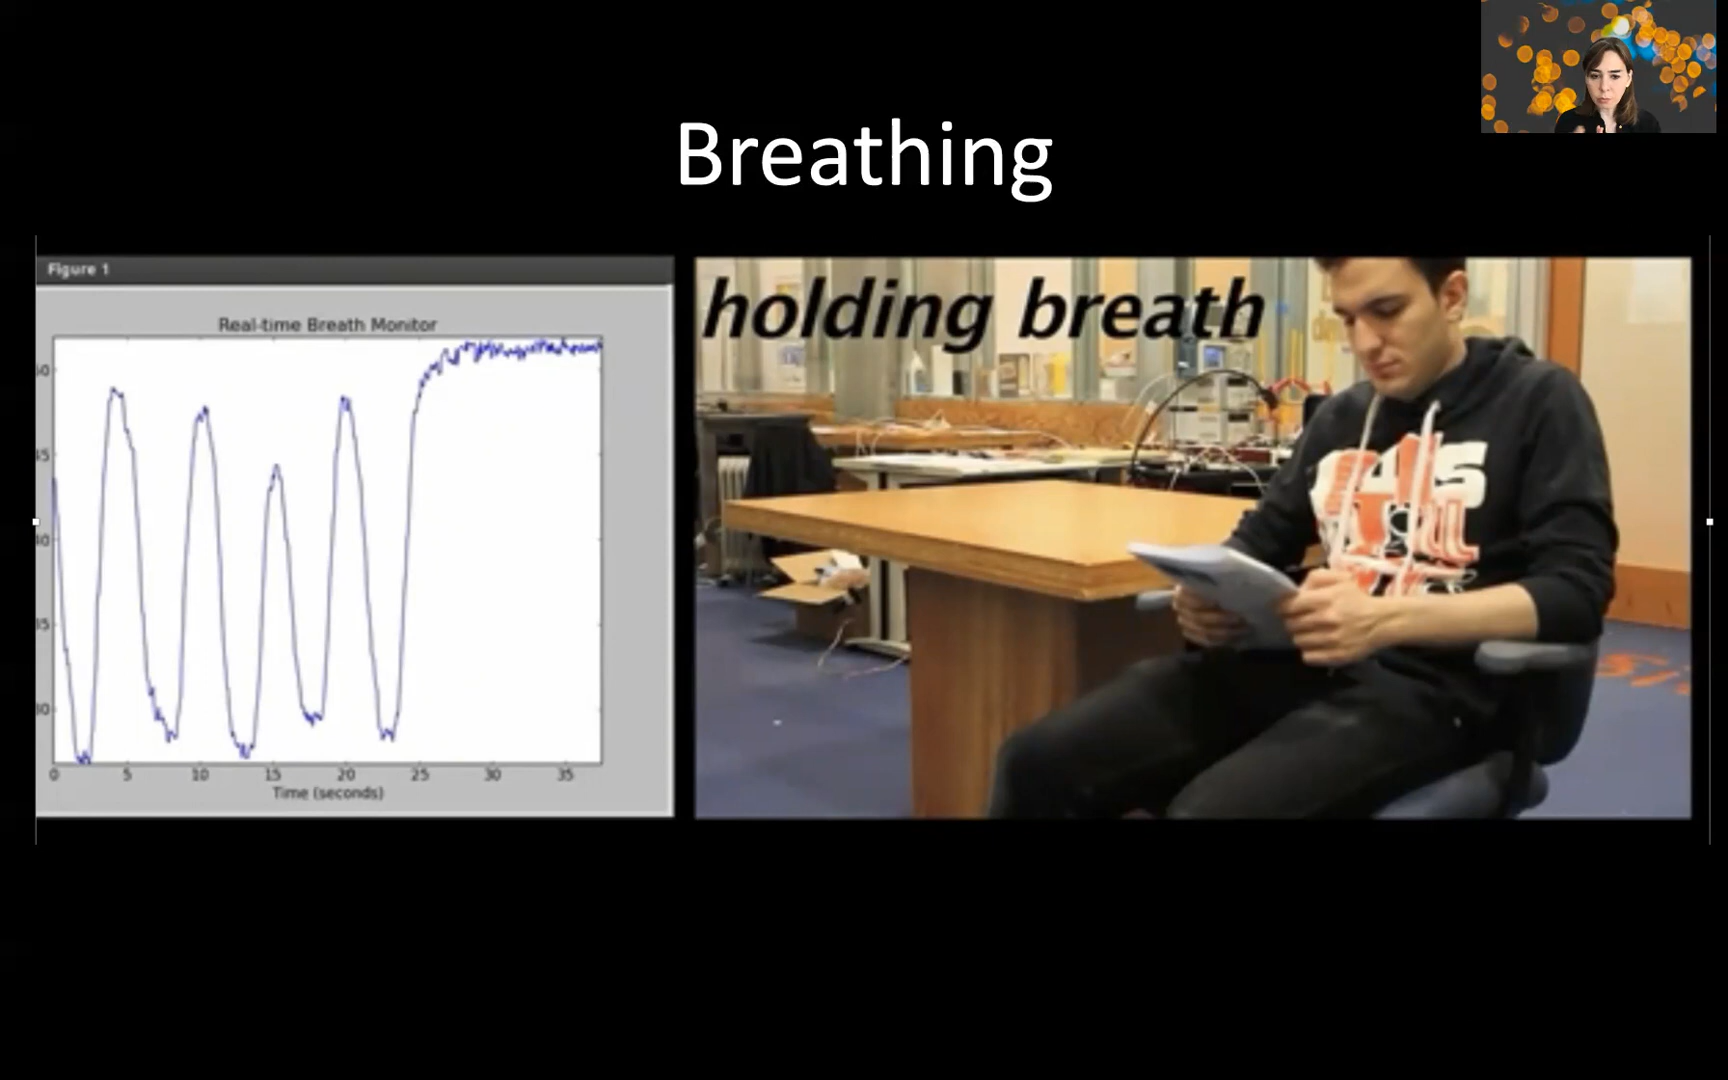 Breathing
Figure 1
Real-time Breath Monitor
0 5 10 15 20 25 30 35
Time (seconds)
holding breath